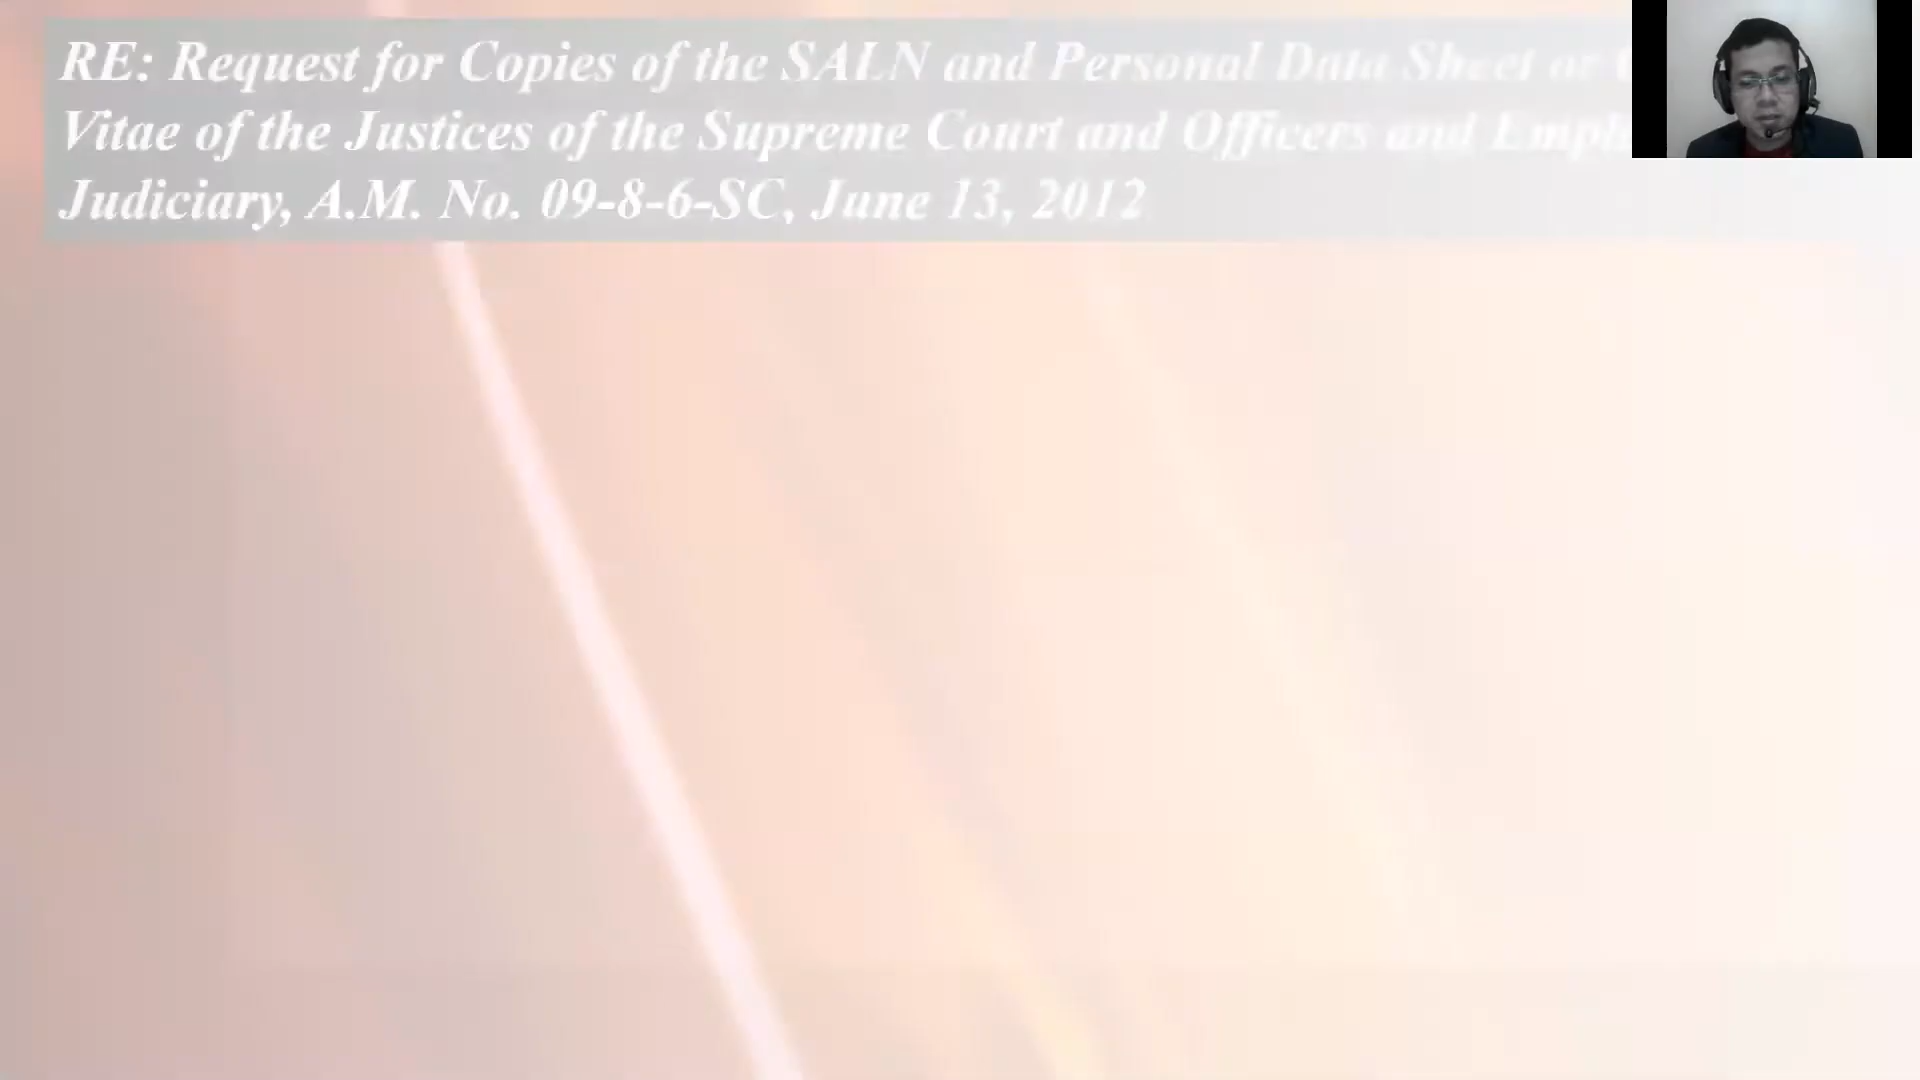 RE: Request for Copies of the SALN and Personal Data Sheet or
Vitae of the Justices of the Supreme Court and Officers and
Judiciary, A.M. No. 09-8-6-SC, June 13, 2012